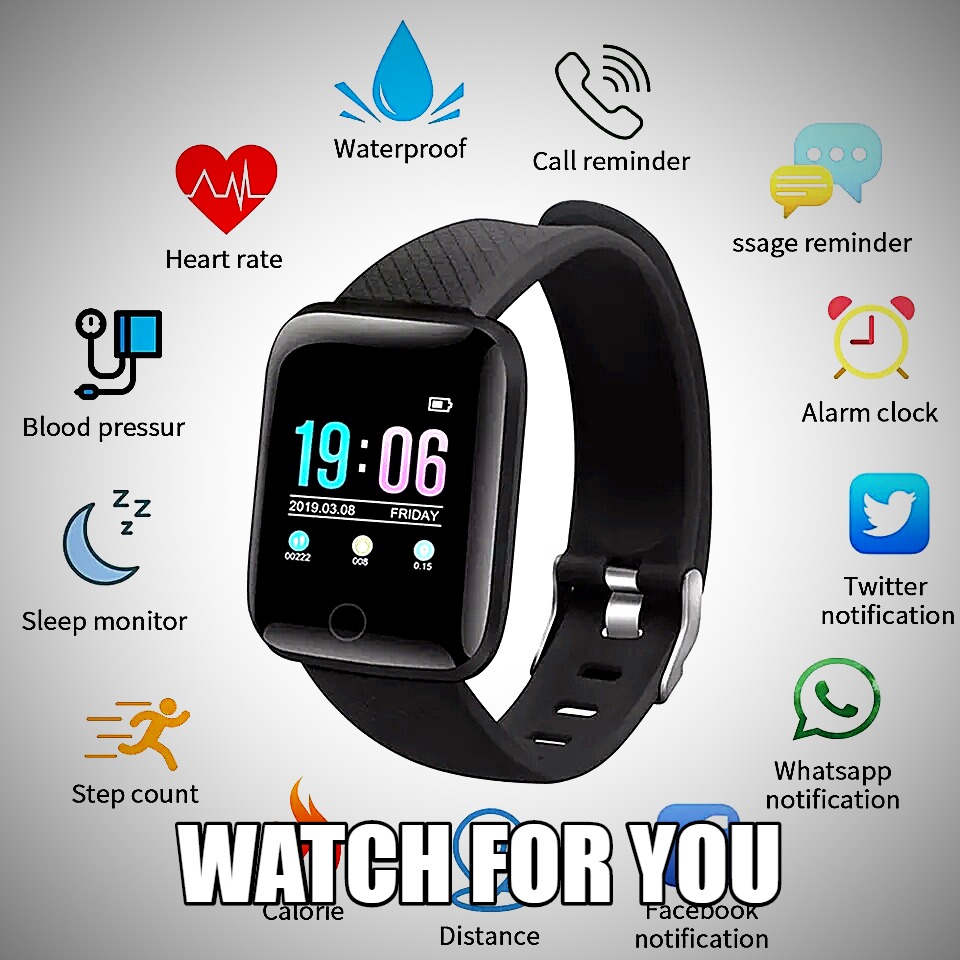 Waterproof
Call reminder
ssage reminder
Heart rate
Alarm clock
Blood pressur
19:06
2019.03.08 FRIDAY
00222 008 0.15
Twitter
notification
Sleep monitor
Whatsapp
notification
Step count
WATCH FOR YOU
Calorie
Distance
Facebook
notification